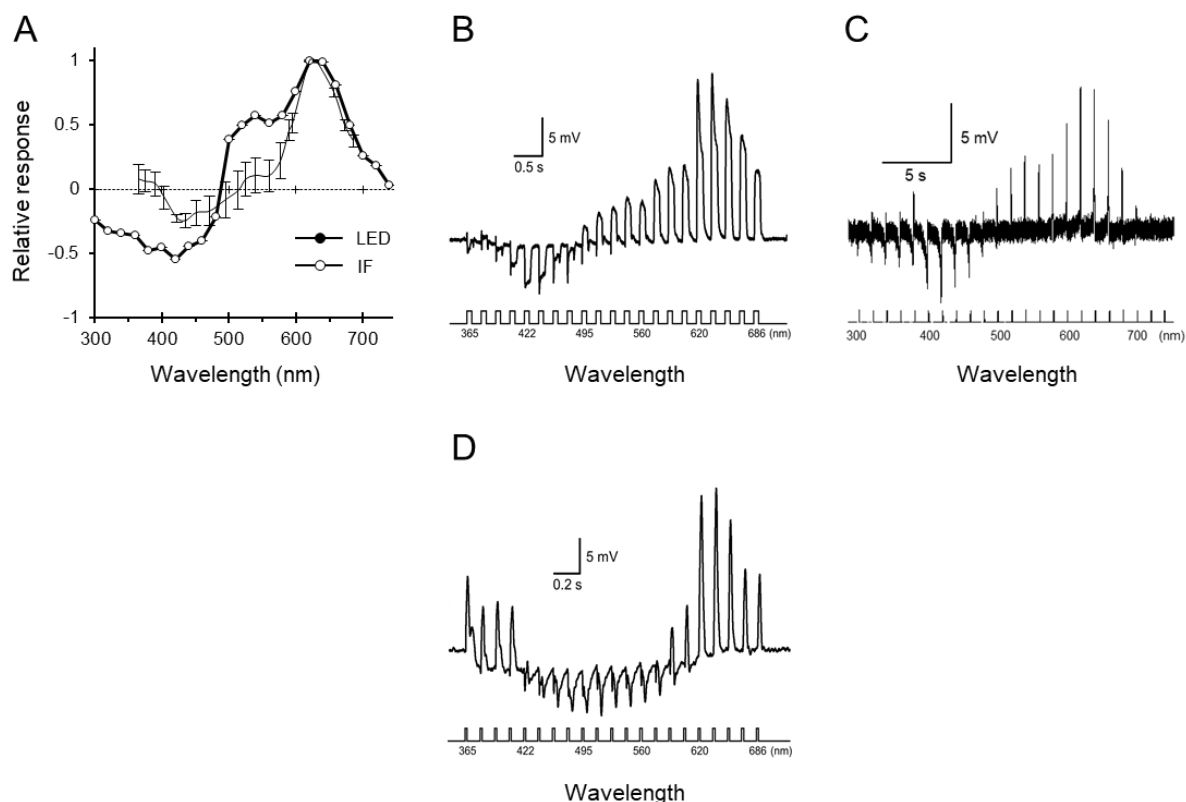 A
Relative response
1
0.5
0
-0.5
-1
LED
IF
300 400 500 600 700
Wavelength (nm)
B
5 mV
0.5 s
365 422 495 560 620 686 (nm)
Wavelength
C
5 mV
5 s
300 400 500 600 700 (nm)
Wavelength
D
5 mV
0.2 s
365 422 495 560 620 686 (nm)
Wavelength